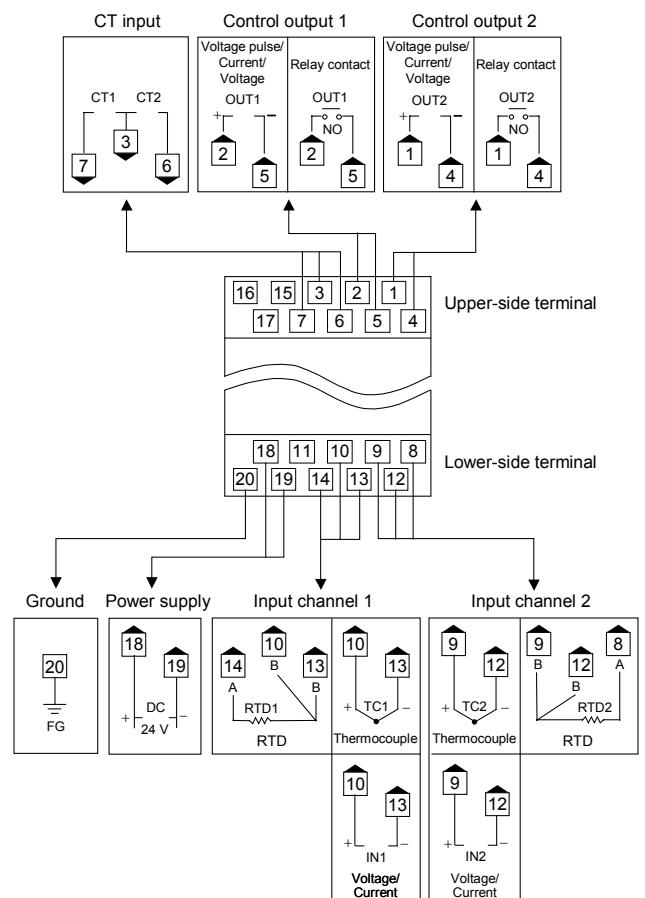 CT input
Control output 1
Control output 2
Voltage pulse/
Current/
Voltage
Relay contact
Voltage pulse/
Current/
Voltage
Relay contact
CT1 CT2
OUT1
OUT1
OUT2
OUT2
+ −
NO
+ −
NO
7 3 6
2 5
2 5
1 4
1 4
16 15 3 2 1
17 7 6 5 4
Upper-side terminal
18 11 10 9 8
20 19 14 13 12
Lower-side terminal
Ground
Power supply
Input channel 1
Input channel 2
20
FG
18 19
+ DC −
24 V
14 10 13
A B B
RTD1
RTD
10 13
+ TC1 −
Thermocouple
9 12
+ TC2 −
Thermocouple
9 12 8
B B A
RTD2
RTD
10 13
+ −
IN1
Voltage/
Current
9 12
+ −
IN2
Voltage/
Current